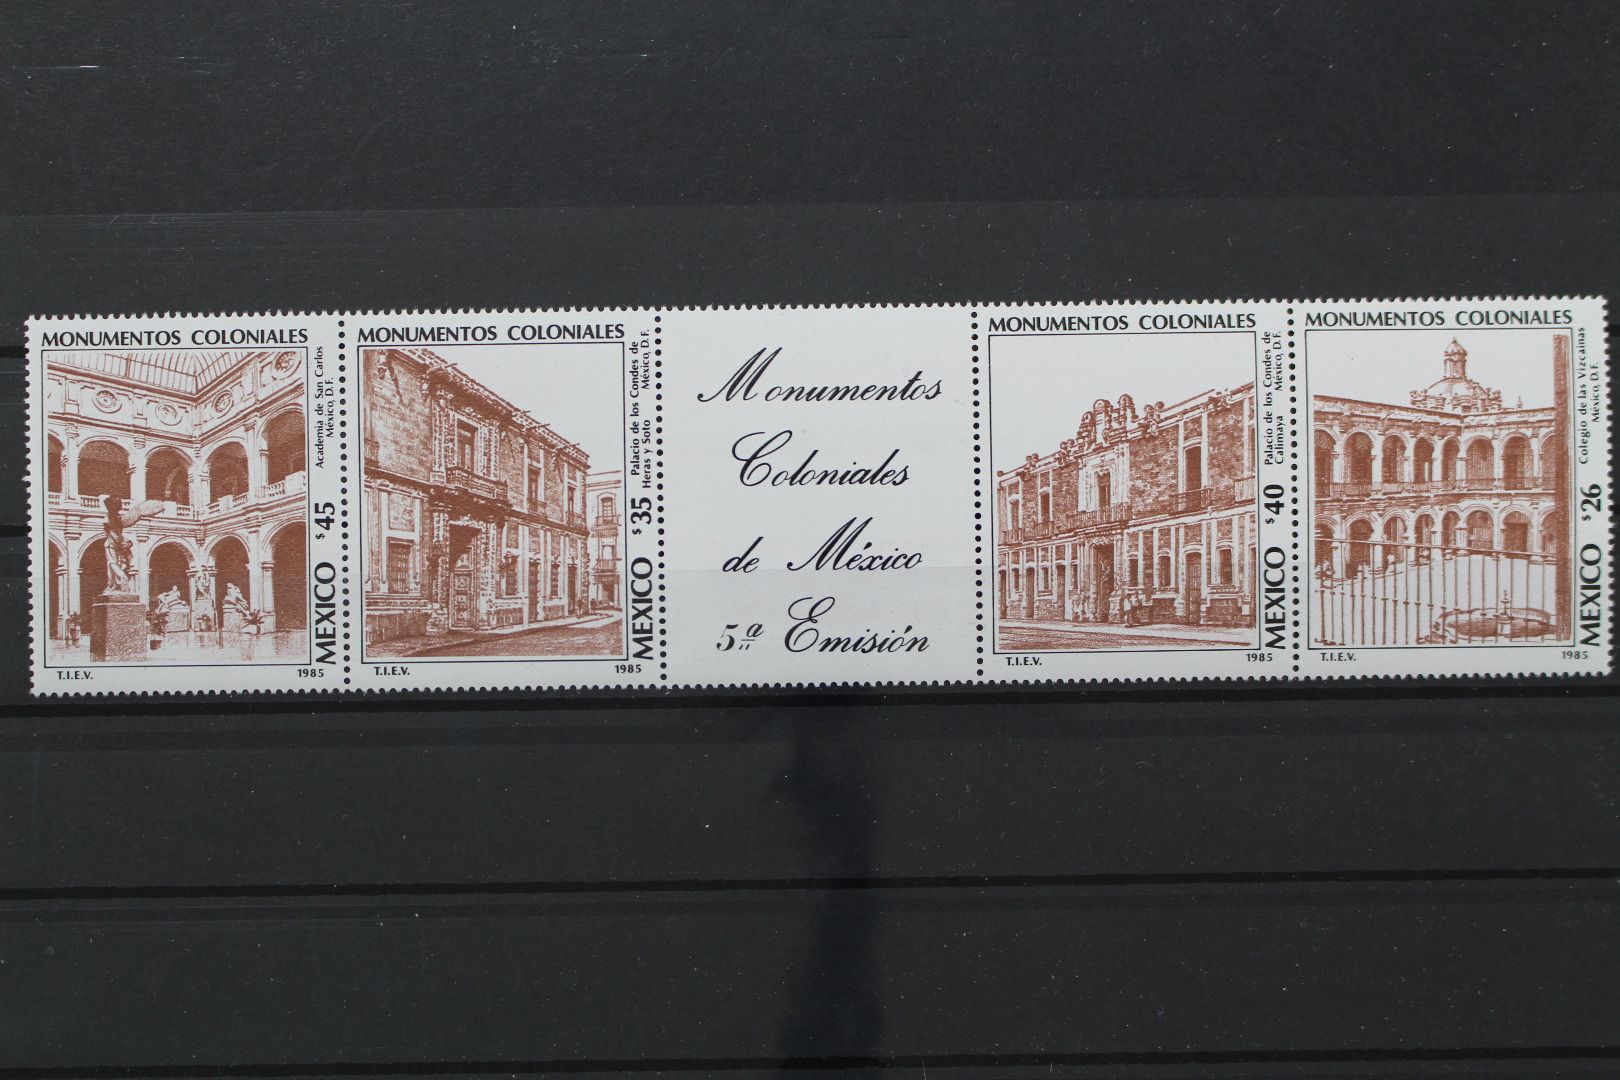 MONUMENTOS COLONIALES
Academia de San Carlos
México, D.F.
MEXICO $45
T.I.E.V.
1985
MONUMENTOS COLONIALES
Palacio de los Condes de
Heras y Soto México, D.F.
MEXICO $35
T.I.E.V.
1985
Monumentos
Coloniales
de México
5ª Emisión
MONUMENTOS COLONIALES
Palacio de los Condes de
Calimaya México, D.F.
MEXICO $40
T.I.E.V.
1985
MONUMENTOS COLONIALES
Colegio de las Vizcainas
México, D.F.
MEXICO $26
T.I.E.V.
1985